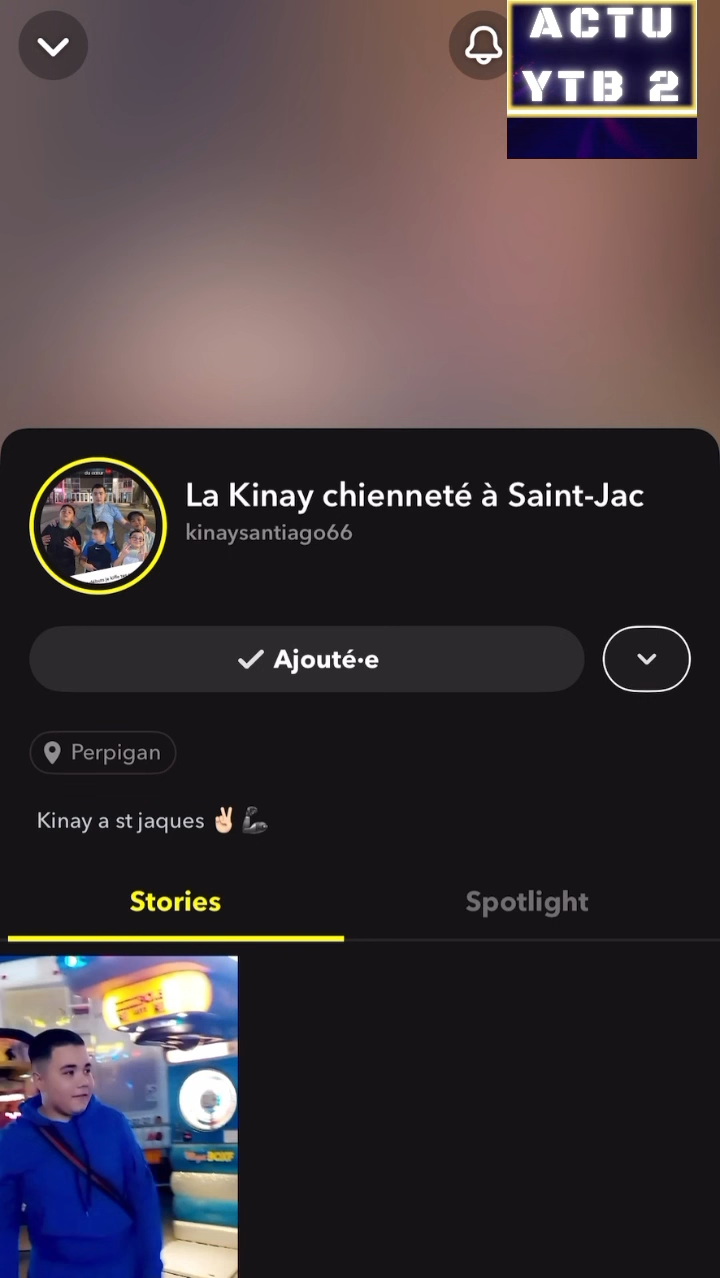 ACTU
YTB 2
La Kinay chienneté à Saint-Jac
kinaysantiago66
Ajouté·e
Perpigan
Kinay a st jaques ✌🏻🦾
Stories
Spotlight